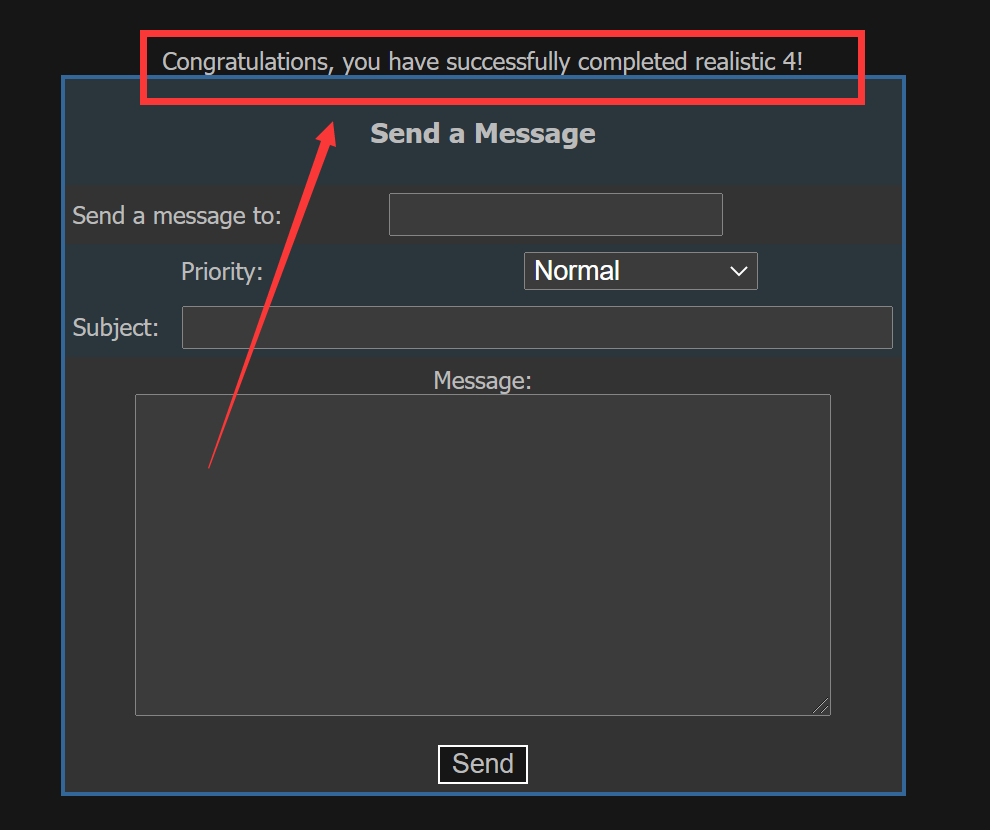 Congratulations, you have successfully completed realistic 4!
Send a Message
Send a message to:
Priority: Normal
Subject:
Message:
Send